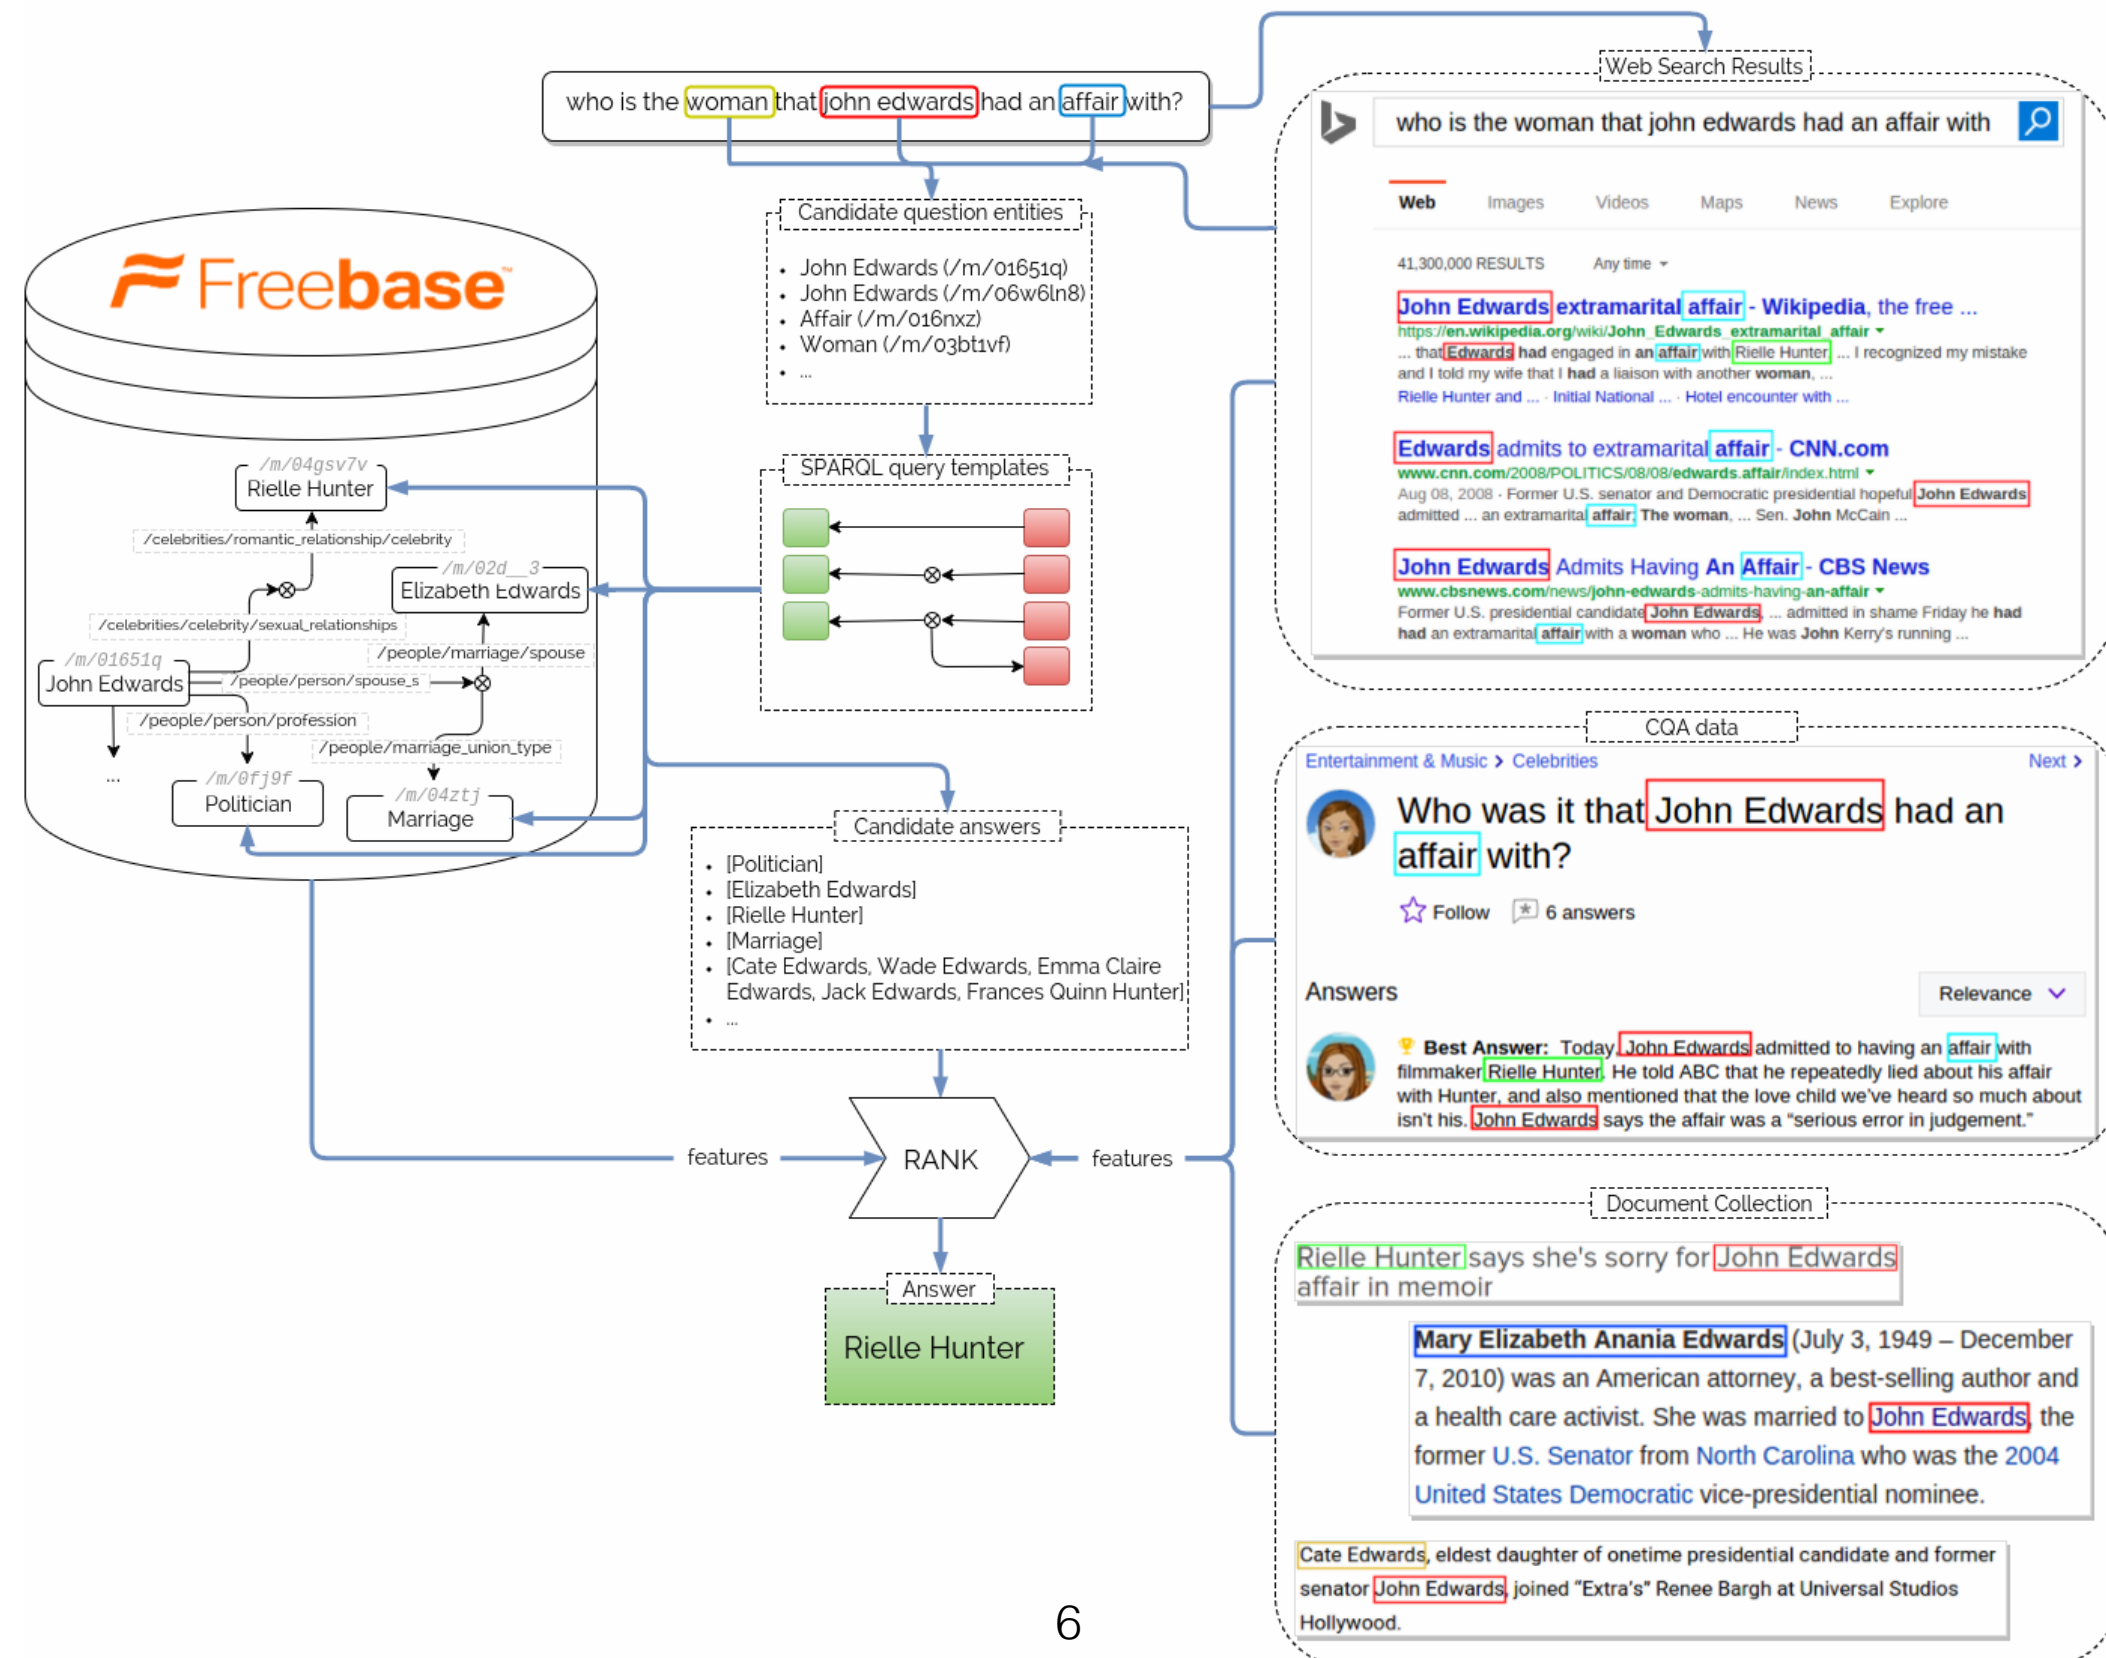 who is the woman that john edwards had an affair with?
Candidate question entities
• John Edwards (/m/01651q)
• John Edwards (/m/06w6ln8)
• Affair (/m/016nxz)
• Woman (/m/03bt1vf)
• ...
SPARQL query templates
Freebase™
/m/04gsv7v
Rielle Hunter
/celebrities/romantic_relationship/celebrity
/m/02d__3
Elizabeth Edwards
/celebrities/celebrity/sexual_relationships
/people/marriage/spouse
/m/01651q
John Edwards
/people/person/spouse_s
/people/person/profession
/people/marriage_union_type
...
/m/0fj9f
Politician
/m/04ztj
Marriage
Candidate answers
• [Politician]
• [Elizabeth Edwards]
• [Rielle Hunter]
• [Marriage]
• [Cate Edwards, Wade Edwards, Emma Claire
Edwards, Jack Edwards, Frances Quinn Hunter]
• ...
features
RANK
features
Answer
Rielle Hunter
Web Search Results
who is the woman that john edwards had an affair with
Web Images Videos Maps News Explore
41,300,000 RESULTS Any time
John Edwards extramarital affair - Wikipedia, the free ...
https://en.wikipedia.org/wiki/John_Edwards_extramarital_affair
... that Edwards had engaged in an affair with Rielle Hunter ... I recognized my mistake
and I told my wife that I had a liaison with another woman, ...
Rielle Hunter and ... · Initial National ... · Hotel encounter with ...
Edwards admits to extramarital affair - CNN.com
www.cnn.com/2008/POLITICS/08/08/edwards.affair/index.html
Aug 08, 2008 · Former U.S. senator and Democratic presidential hopeful John Edwards
admitted ... an extramarital affair; The woman, ... Sen. John McCain ...
John Edwards Admits Having An Affair - CBS News
www.cbsnews.com/news/john-edwards-admits-having-an-affair
Former U.S. presidential candidate John Edwards, ... admitted in shame Friday he had
had an extramarital affair with a woman who ... He was John Kerry's running ...
CQA data
Entertainment & Music > Celebrities Next >
Who was it that John Edwards had an
affair with?
Follow 6 answers
Answers Relevance
Best Answer: Today, John Edwards admitted to having an affair with
filmmaker Rielle Hunter. He told ABC that he repeatedly lied about his affair
with Hunter, and also mentioned that the love child we've heard so much about
isn't his. John Edwards says the affair was a “serious error in judgement.”
Document Collection
Rielle Hunter says she's sorry for John Edwards
affair in memoir
Mary Elizabeth Anania Edwards (July 3, 1949 – December
7, 2010) was an American attorney, a best-selling author and
a health care activist. She was married to John Edwards, the
former U.S. Senator from North Carolina who was the 2004
United States Democratic vice-presidential nominee.
Cate Edwards, eldest daughter of onetime presidential candidate and former
senator John Edwards, joined “Extra's” Renee Bargh at Universal Studios
Hollywood.
6